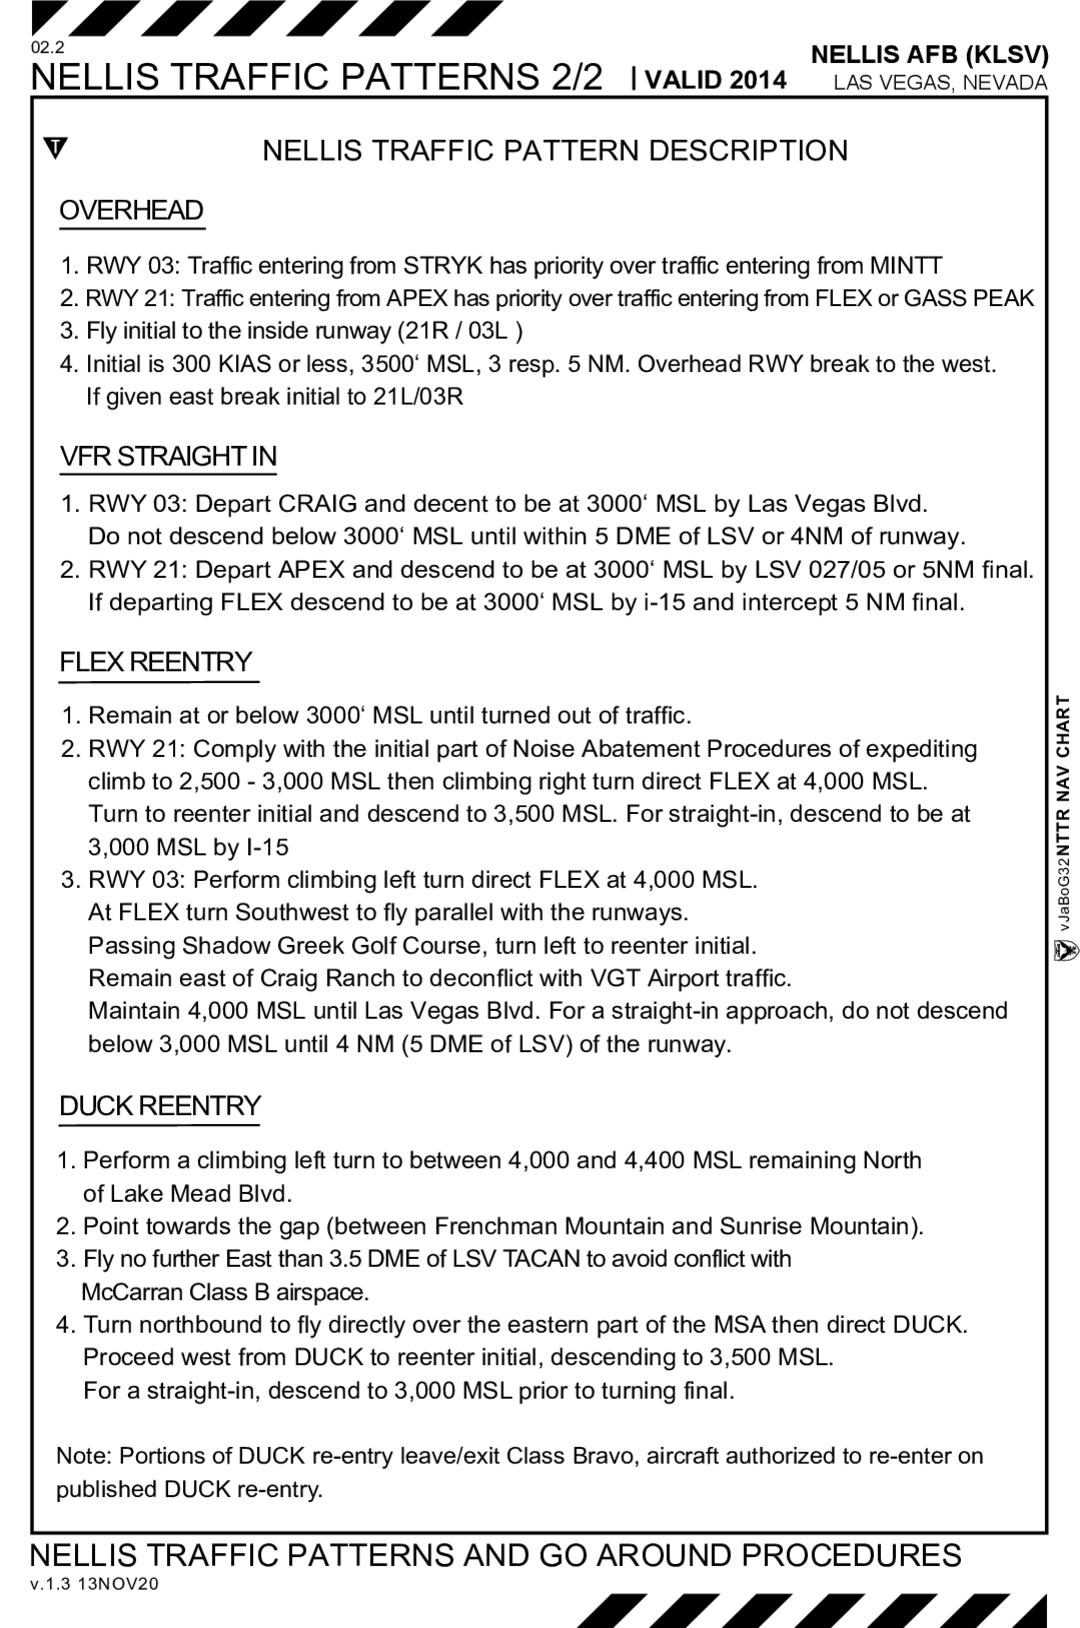 02.2
NELLIS TRAFFIC PATTERNS 2/2 | VALID 2014
NELLIS AFB (KLSV)
LAS VEGAS, NEVADA
T
NELLIS TRAFFIC PATTERN DESCRIPTION
OVERHEAD
1. RWY 03: Traffic entering from STRYK has priority over traffic entering from MINTT
2. RWY 21: Traffic entering from APEX has priority over traffic entering from FLEX or GASS PEAK
3. Fly initial to the inside runway (21R / 03L )
4. Initial is 300 KIAS or less, 3500‘ MSL, 3 resp. 5 NM. Overhead RWY break to the west.
If given east break initial to 21L/03R
VFR STRAIGHT IN
1. RWY 03: Depart CRAIG and decent to be at 3000‘ MSL by Las Vegas Blvd.
Do not descend below 3000‘ MSL until within 5 DME of LSV or 4NM of runway.
2. RWY 21: Depart APEX and descend to be at 3000‘ MSL by LSV 027/05 or 5NM final.
If departing FLEX descend to be at 3000‘ MSL by i-15 and intercept 5 NM final.
FLEX REENTRY
1. Remain at or below 3000‘ MSL until turned out of traffic.
2. RWY 21: Comply with the initial part of Noise Abatement Procedures of expediting
climb to 2,500 - 3,000 MSL then climbing right turn direct FLEX at 4,000 MSL.
Turn to reenter initial and descend to 3,500 MSL. For straight-in, descend to be at
3,000 MSL by I-15
3. RWY 03: Perform climbing left turn direct FLEX at 4,000 MSL.
At FLEX turn Southwest to fly parallel with the runways.
Passing Shadow Greek Golf Course, turn left to reenter initial.
Remain east of Craig Ranch to deconflict with VGT Airport traffic.
Maintain 4,000 MSL until Las Vegas Blvd. For a straight-in approach, do not descend
below 3,000 MSL until 4 NM (5 DME of LSV) of the runway.
DUCK REENTRY
1. Perform a climbing left turn to between 4,000 and 4,400 MSL remaining North
of Lake Mead Blvd.
2. Point towards the gap (between Frenchman Mountain and Sunrise Mountain).
3. Fly no further East than 3.5 DME of LSV TACAN to avoid conflict with
McCarran Class B airspace.
4. Turn northbound to fly directly over the eastern part of the MSA then direct DUCK.
Proceed west from DUCK to reenter initial, descending to 3,500 MSL.
For a straight-in, descend to 3,000 MSL prior to turning final.
Note: Portions of DUCK re-entry leave/exit Class Bravo, aircraft authorized to re-enter on
published DUCK re-entry.
vJaBoG32 NTTR NAV CHART
NELLIS TRAFFIC PATTERNS AND GO AROUND PROCEDURES
v.1.3 13NOV20